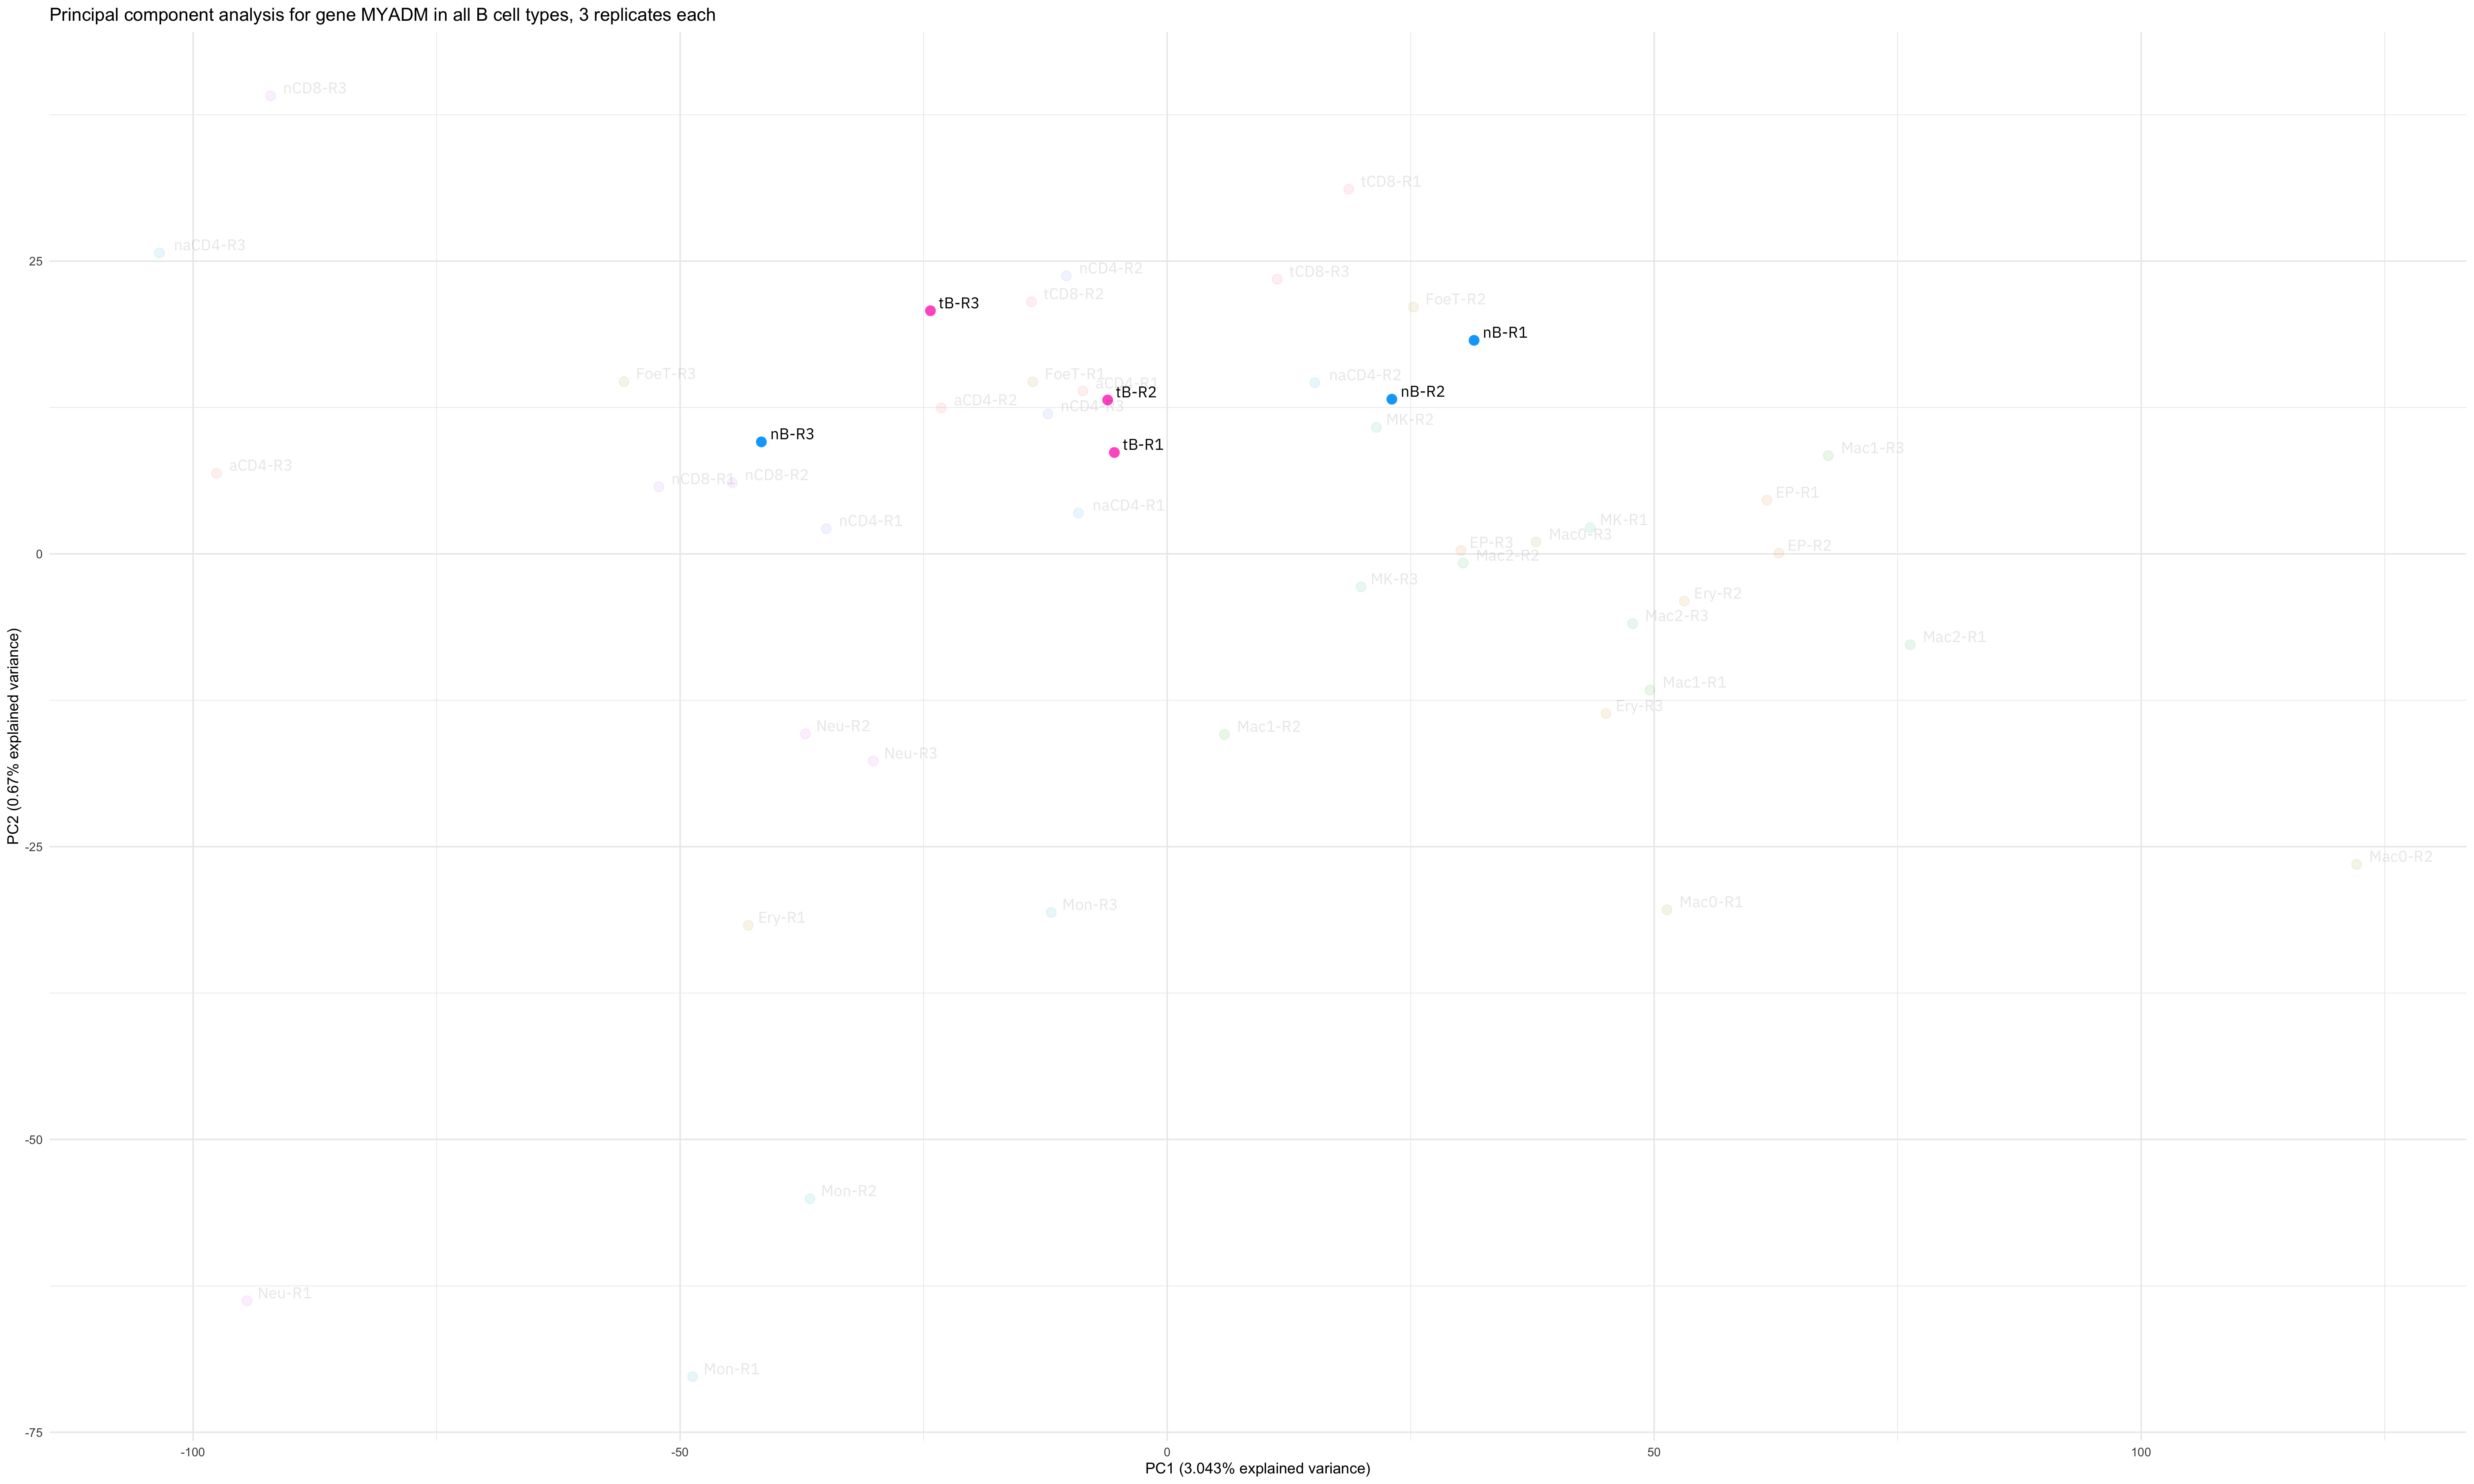 Principal component analysis for gene MYADM in all B cell types, 3 replicates each
nCD8-R3
tCD8-R1
naCD4-R3
25
nCD4-R2
tCD8-R3
tCD8-R2
tB-R3
FoeT-R2
nB-R1
FoeT-R3
FoeT-R1
aCD4-R1
naCD4-R2
tB-R2
nB-R2
aCD4-R2
nCD4-R3
MK-R2
nB-R3
tB-R1
Mac1-R3
aCD4-R3
nCD8-R1
nCD8-R2
EP-R1
naCD4-R1
nCD4-R1
MK-R1
Mac0-R3
EP-R3
EP-R2
0
Mac2-R2
MK-R3
Ery-R2
Mac2-R3
Mac2-R1
Mac1-R1
Ery-R3
Neu-R2
Mac1-R2
Neu-R3
PC2 (0.67% explained variance)
-25
Mac0-R2
Mac0-R1
Mon-R3
Ery-R1
-50
Mon-R2
Neu-R1
Mon-R1
-75
-100
-50
0
50
100
PC1 (3.043% explained variance)